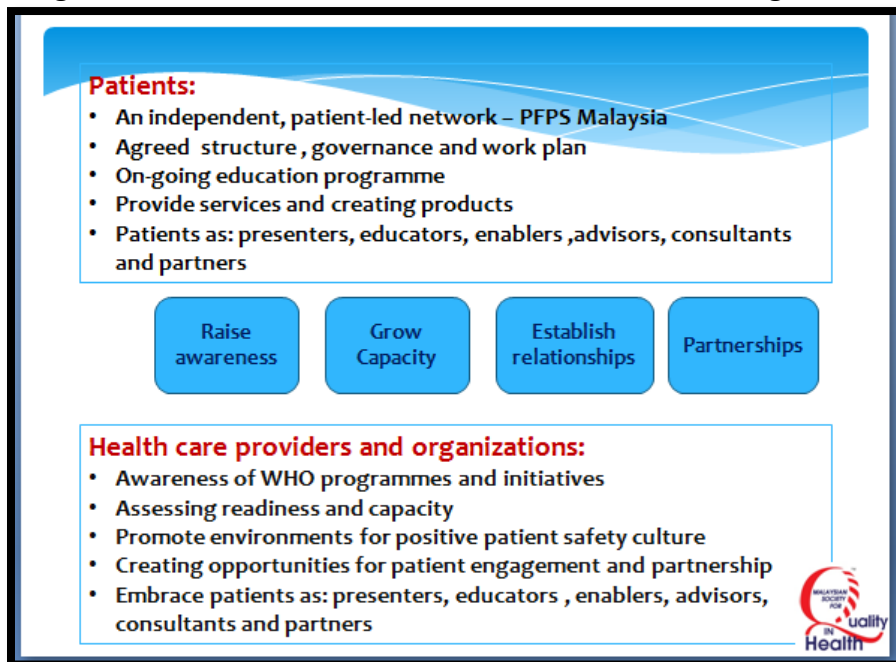 Patients:
• An independent, patient-led network – PFPS Malaysia
• Agreed structure , governance and work plan
• On-going education programme
• Provide services and creating products
• Patients as: presenters, educators, enablers ,advisors, consultants
and partners
Raise
awareness
Grow
Capacity
Establish
relationships
Partnerships
Health care providers and organizations:
• Awareness of WHO programmes and initiatives
• Assessing readiness and capacity
• Promote environments for positive patient safety culture
• Creating opportunities for patient engagement and partnership
• Embrace patients as: presenters, educators , enablers, advisors,
consultants and partners
MALAYSIAN
SOCIETY
FOR
Quality
IN
Health